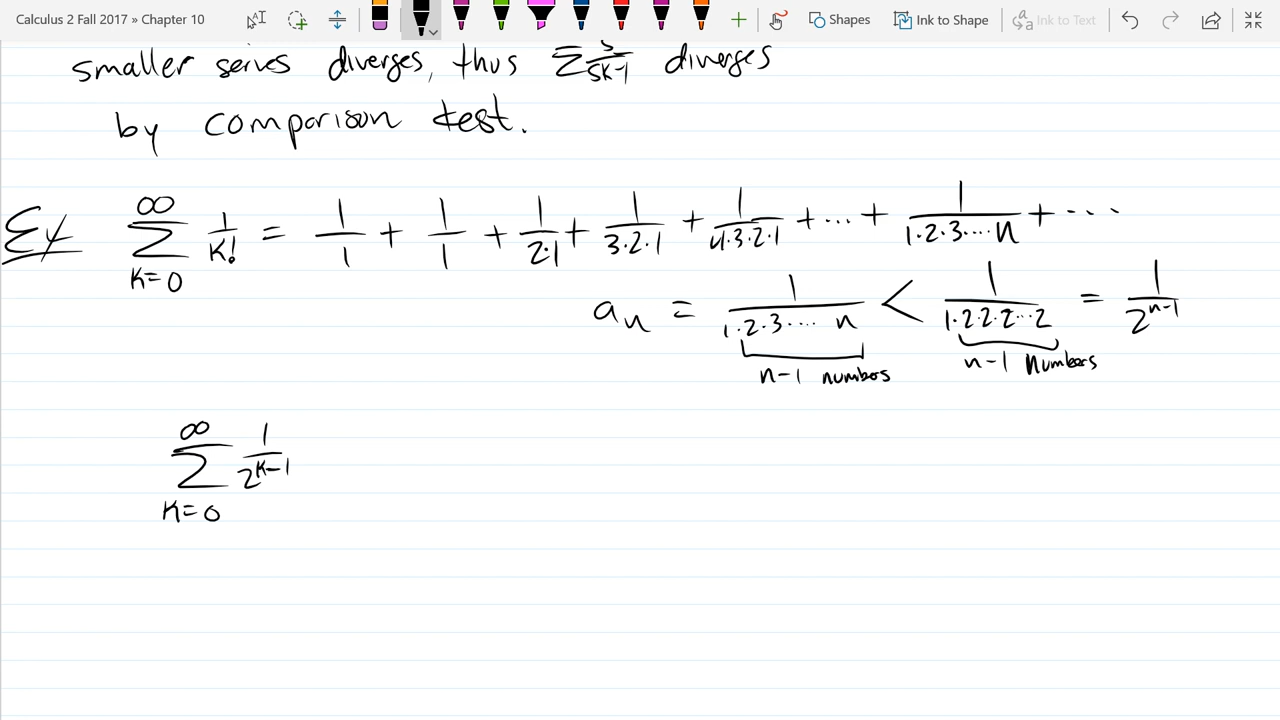 Calculus 2 Fall 2017 » Chapter 10 Shapes Ink to Shape Ink to Text
smaller series diverges, thus Σ 5/(5k-1) diverges
by comparison test.
Ex ∞ Σ k=0 1/k! = 1/1 + 1/1 + 1/(2·1) + 1/(3·2·1) + 1/(4·3·2·1) + ... + 1/(1·2·3····n) + ···
aₙ = 1/(1·2·3···· n) < 1/(1·2·2·2··2) = 1/2ⁿ⁻¹
n-1 numbers n-1 numbers
∞ Σ k=0 1/2ᵏ⁻¹